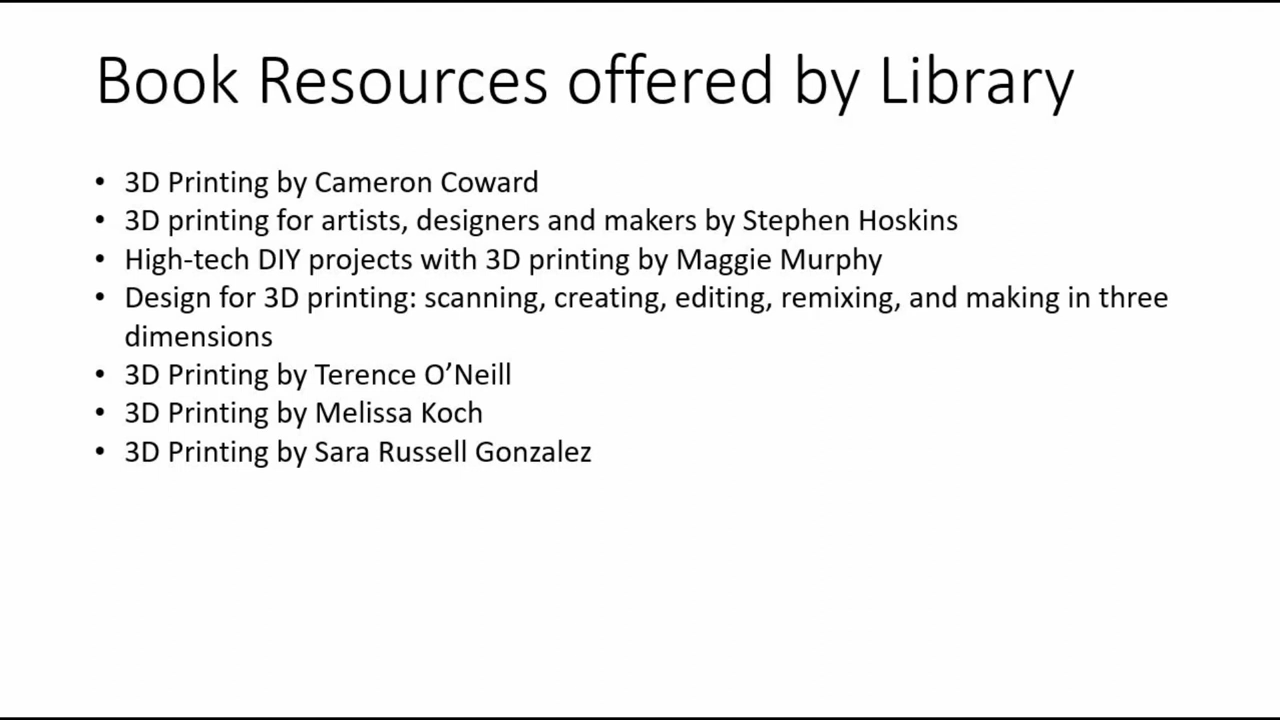 Book Resources offered by Library
• 3D Printing by Cameron Coward
• 3D printing for artists, designers and makers by Stephen Hoskins
• High-tech DIY projects with 3D printing by Maggie Murphy
• Design for 3D printing: scanning, creating, editing, remixing, and making in three
dimensions
• 3D Printing by Terence O’Neill
• 3D Printing by Melissa Koch
• 3D Printing by Sara Russell Gonzalez